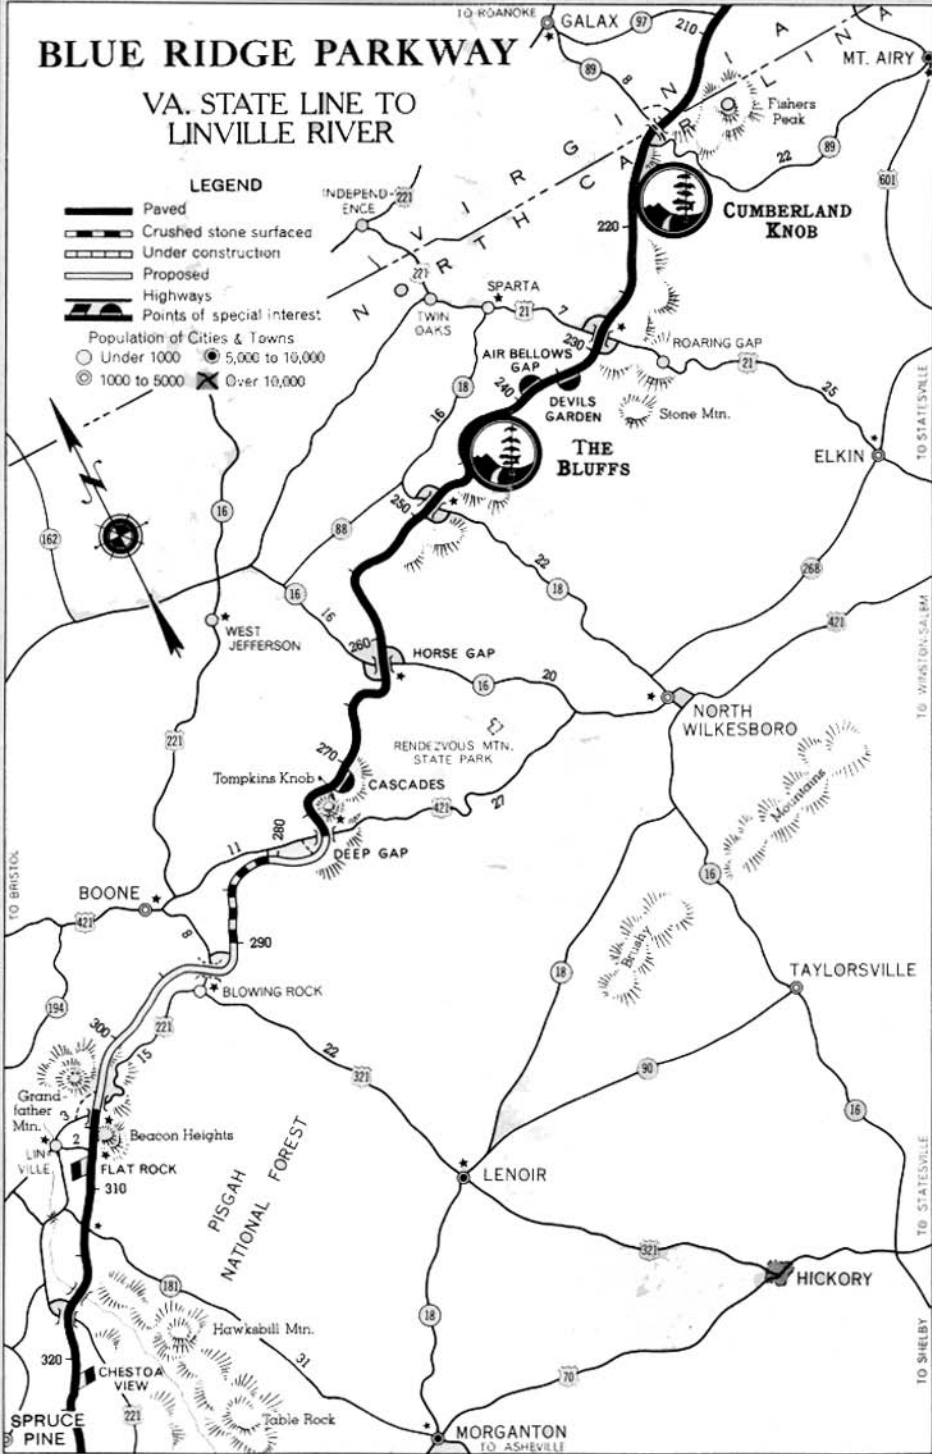 TO ROANOKE
GALAX
97
210
BLUE RIDGE PARKWAY
MT. AIRY
89
8
VA. STATE LINE TO
LINVILLE RIVER
Fishers
Peak
VIRGINIA
NORTH CAROLINA
22
89
601
LEGEND
INDEPEND-
ENCE
221
Paved
Crushed stone surfaced
Under construction
Proposed
Highways
Points of special interest
Population of Cities & Towns
Under 1000
5,000 to 10,000
1000 to 5000
Over 10,000
CUMBERLAND
KNOB
220
221
SPARTA
TWIN
OAKS
21
7
230
ROARING GAP
21
25
AIR BELLOWS
GAP
240
DEVILS
GARDEN
Stone Mtn.
18
16
TO STATESVILLE
THE
BLUFFS
ELKIN
N
16
162
88
250
22
18
268
16
16
421
WEST
JEFFERSON
260
HORSE GAP
16
20
TO WINSTON-SALEM
NORTH
WILKESBORO
221
270
RENDEZVOUS MTN.
STATE PARK
Tompkins Knob
CASCADES
421
27
Mountains
280
11
DEEP GAP
TO BRISTOL
16
BOONE
421
8
290
Brushy
18
TAYLORSVILLE
BLOWING ROCK
194
300
221
15
22
321
90
16
Grand-
father
Mtn.
3
2
Beacon Heights
LIN-
VILLE
FLAT ROCK
310
PISGAH
NATIONAL FOREST
LENOIR
TO STATESVILLE
321
HICKORY
181
18
Hawksbill Mtn.
31
320
CHESTOA
VIEW
70
TO SHELBY
221
Table Rock
SPRUCE
PINE
MORGANTON
TO ASHEVILLE